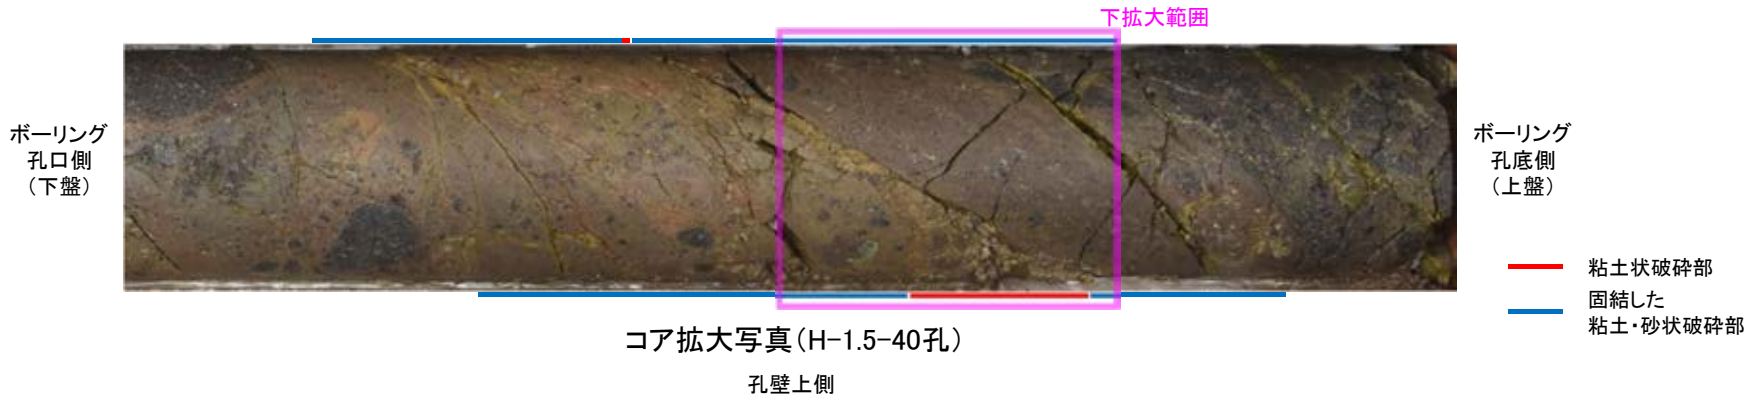 下拡大範囲
ボーリング
孔口側
（下盤）
ボーリング
孔底側
（上盤）
粘土状破砕部
固結した
粘土・砂状破砕部
コア拡大写真（H-1.5-40孔）
孔壁上側